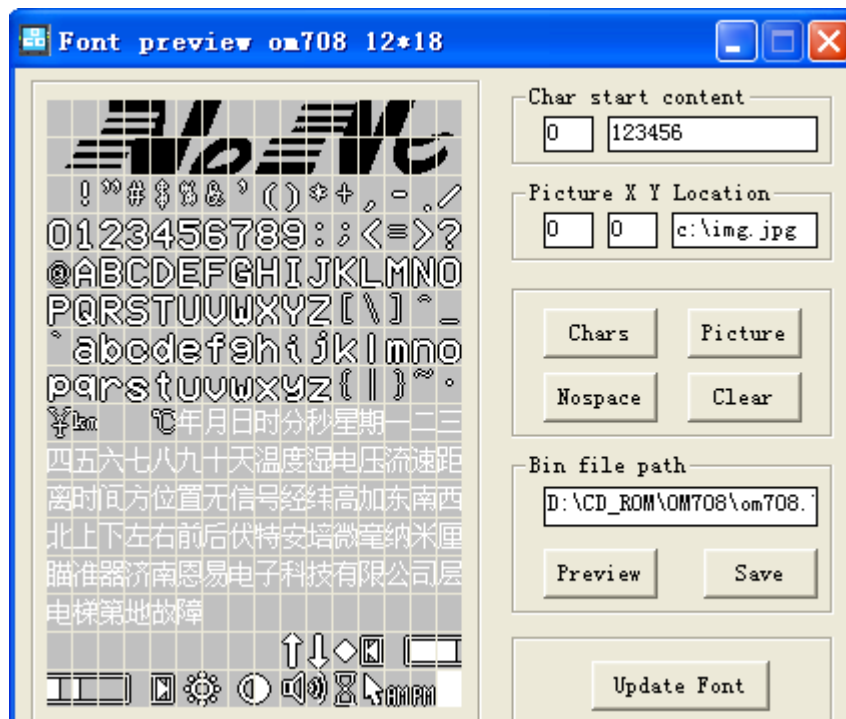 Font preview om708 12*18
Char start content
0 123456
Picture X Y Location
0 0 c:\img.jpg
Chars Picture
Nospace Clear
Bin file path
D:\CD_ROM\OM708\om708.
Preview Save
Update Font
!"#$%&'()*+,-./
0123456789:;<=>?
@ABCDEFGHIJKLMNO
PQRSTUVWXYZ[\]^_
`abcdefghijklmno
pqrstuvwxyz{|}~°
¥ ℃年月日时分秒星期一二三
四五六七八九十天温度湿电压流速距
离时间方位置无信号经纬高加东南西
北上下左右前后伏特安培微毫纳米厘
瞄准器济南恩易电子科技有限公司层
电梯第地故障
AMPM